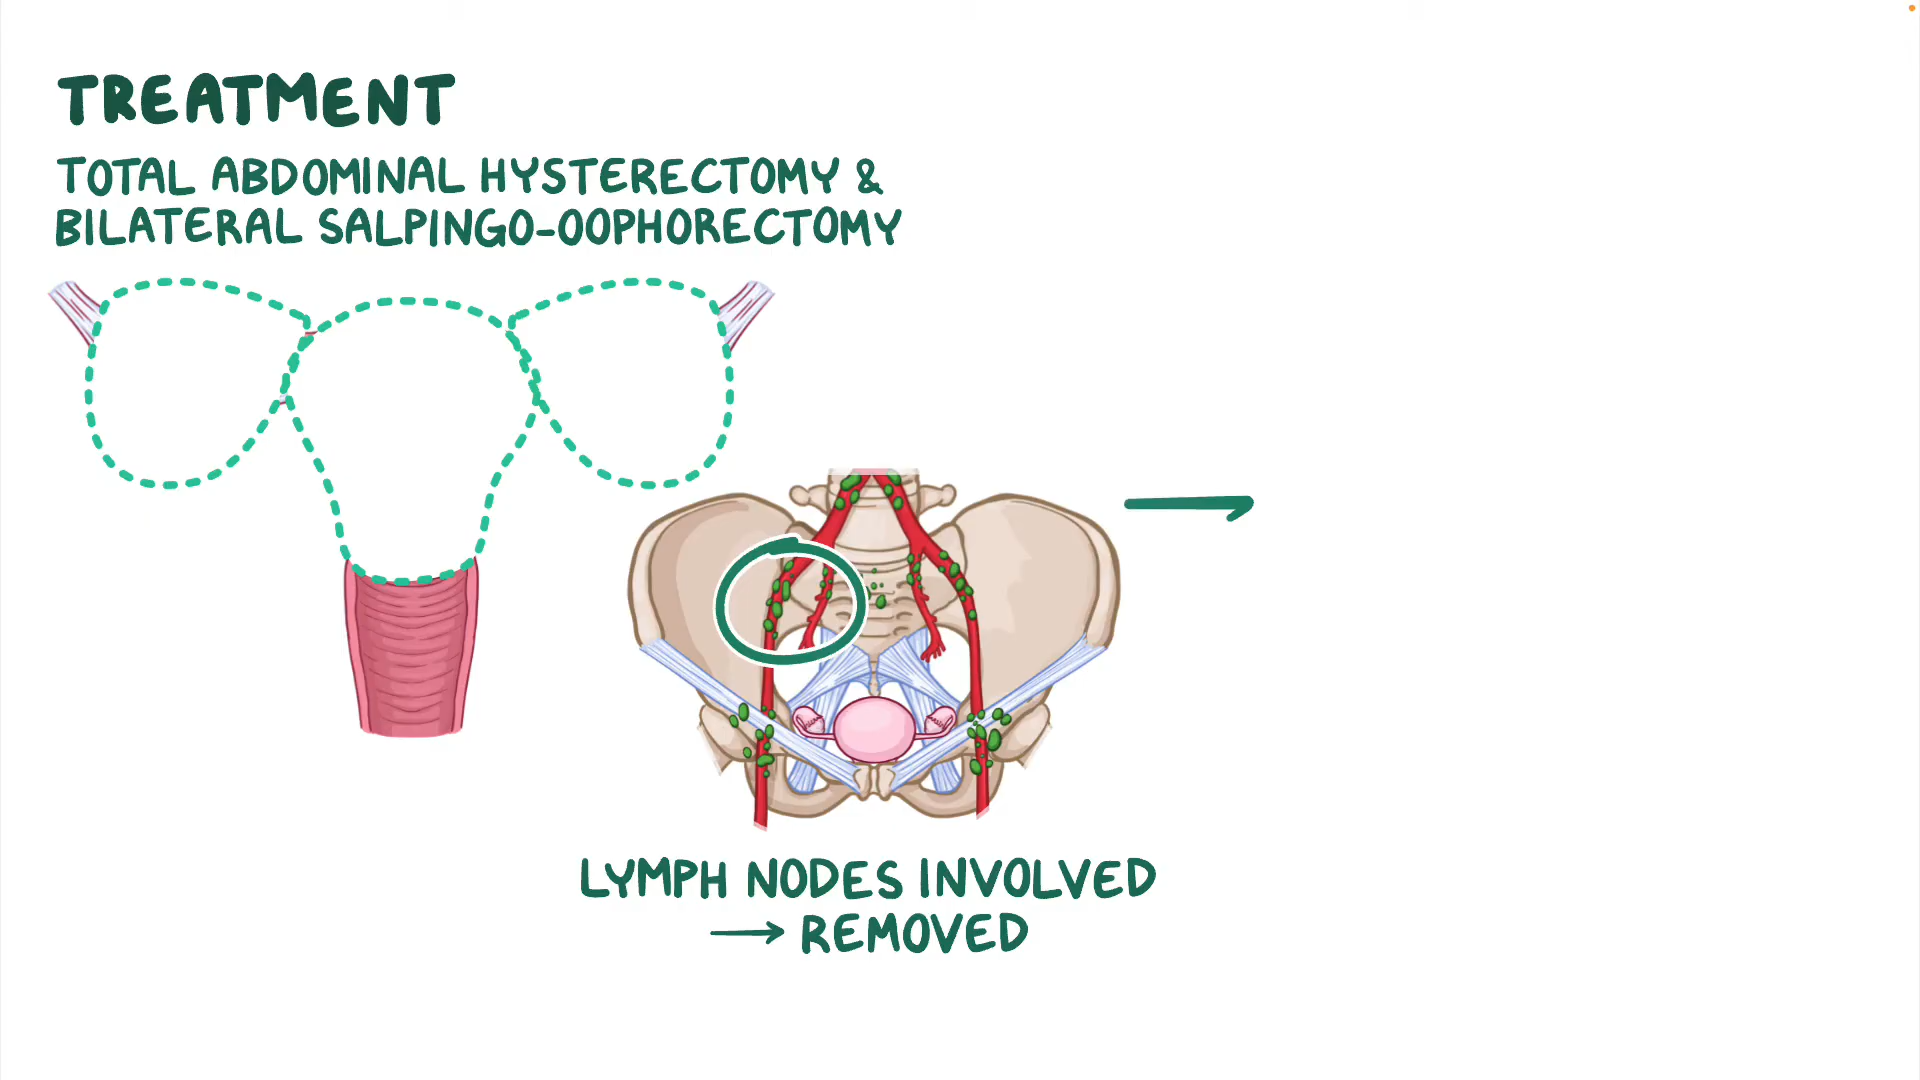 TREATMENT
TOTAL ABDOMINAL HYSTERECTOMY &
BILATERAL SALPINGO-OOPHORECTOMY
LYMPH NODES INVOLVED
→ REMOVED